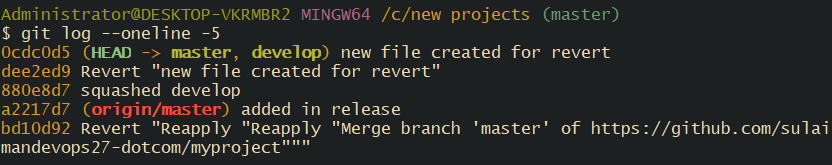 Administrator@DESKTOP-VKRMBR2 MINGW64 /c/new projects (master)
$ git log --oneline -5
0cdc0d5 (HEAD -> master, develop) new file created for revert
dee2ed9 Revert "new file created for revert"
880e8d7 squashed develop
a2217d7 (origin/master) added in release
bd10d92 Revert "Reapply "Reapply "Merge branch 'master' of https://github.com/sulai
mandevops27-dotcom/myproject"""